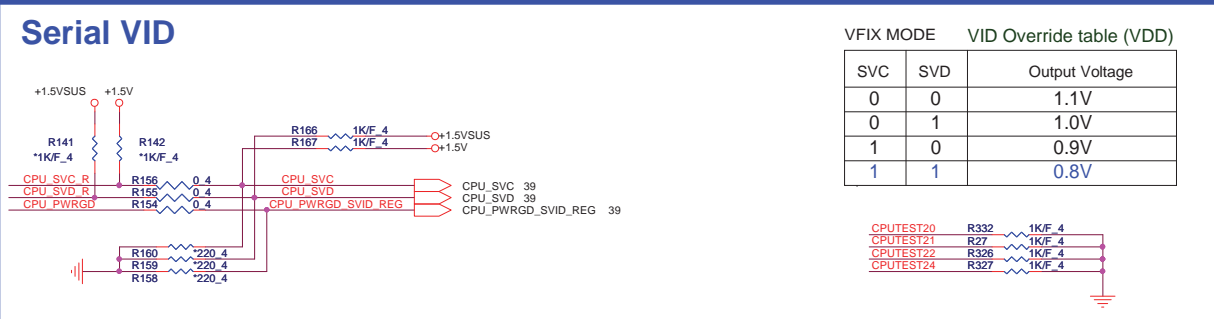 Serial VID
VFIX MODE VID Override table (VDD)
SVC SVD Output Voltage
0 0 1.1V
0 1 1.0V
1 0 0.9V
1 1 0.8V
+1.5VSUS +1.5V
R141 R142
*1K/F_4 *1K/F_4
R166 1K/F_4 +1.5VSUS
R167 1K/F_4 +1.5V
CPU_SVC_R R156 0_4 CPU_SVC CPU_SVC 39
CPU_SVD_R R155 0_4 CPU_SVD CPU_SVD 39
CPU_PWRGD R154 0_4 CPU_PWRGD_SVID_REG CPU_PWRGD_SVID_REG 39
R160 *220_4
R159 *220_4
R158 *220_4
CPUTEST20 R332 1K/F_4
CPUTEST21 R27 1K/F_4
CPUTEST22 R326 1K/F_4
CPUTEST24 R327 1K/F_4